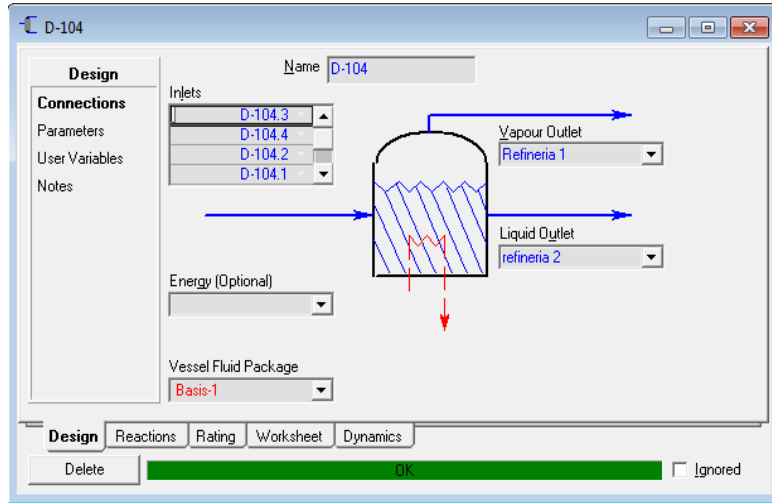 D-104
Design
Connections
Parameters
User Variables
Notes
Name D-104
Inlets
D-104.3
D-104.4
D-104.2
D-104.1
Vapour Outlet
Refineria 1
Liquid Outlet
refineria 2
Energy (Optional)
Vessel Fluid Package
Basis-1
Design Reactions Rating Worksheet Dynamics
Delete OK Ignored